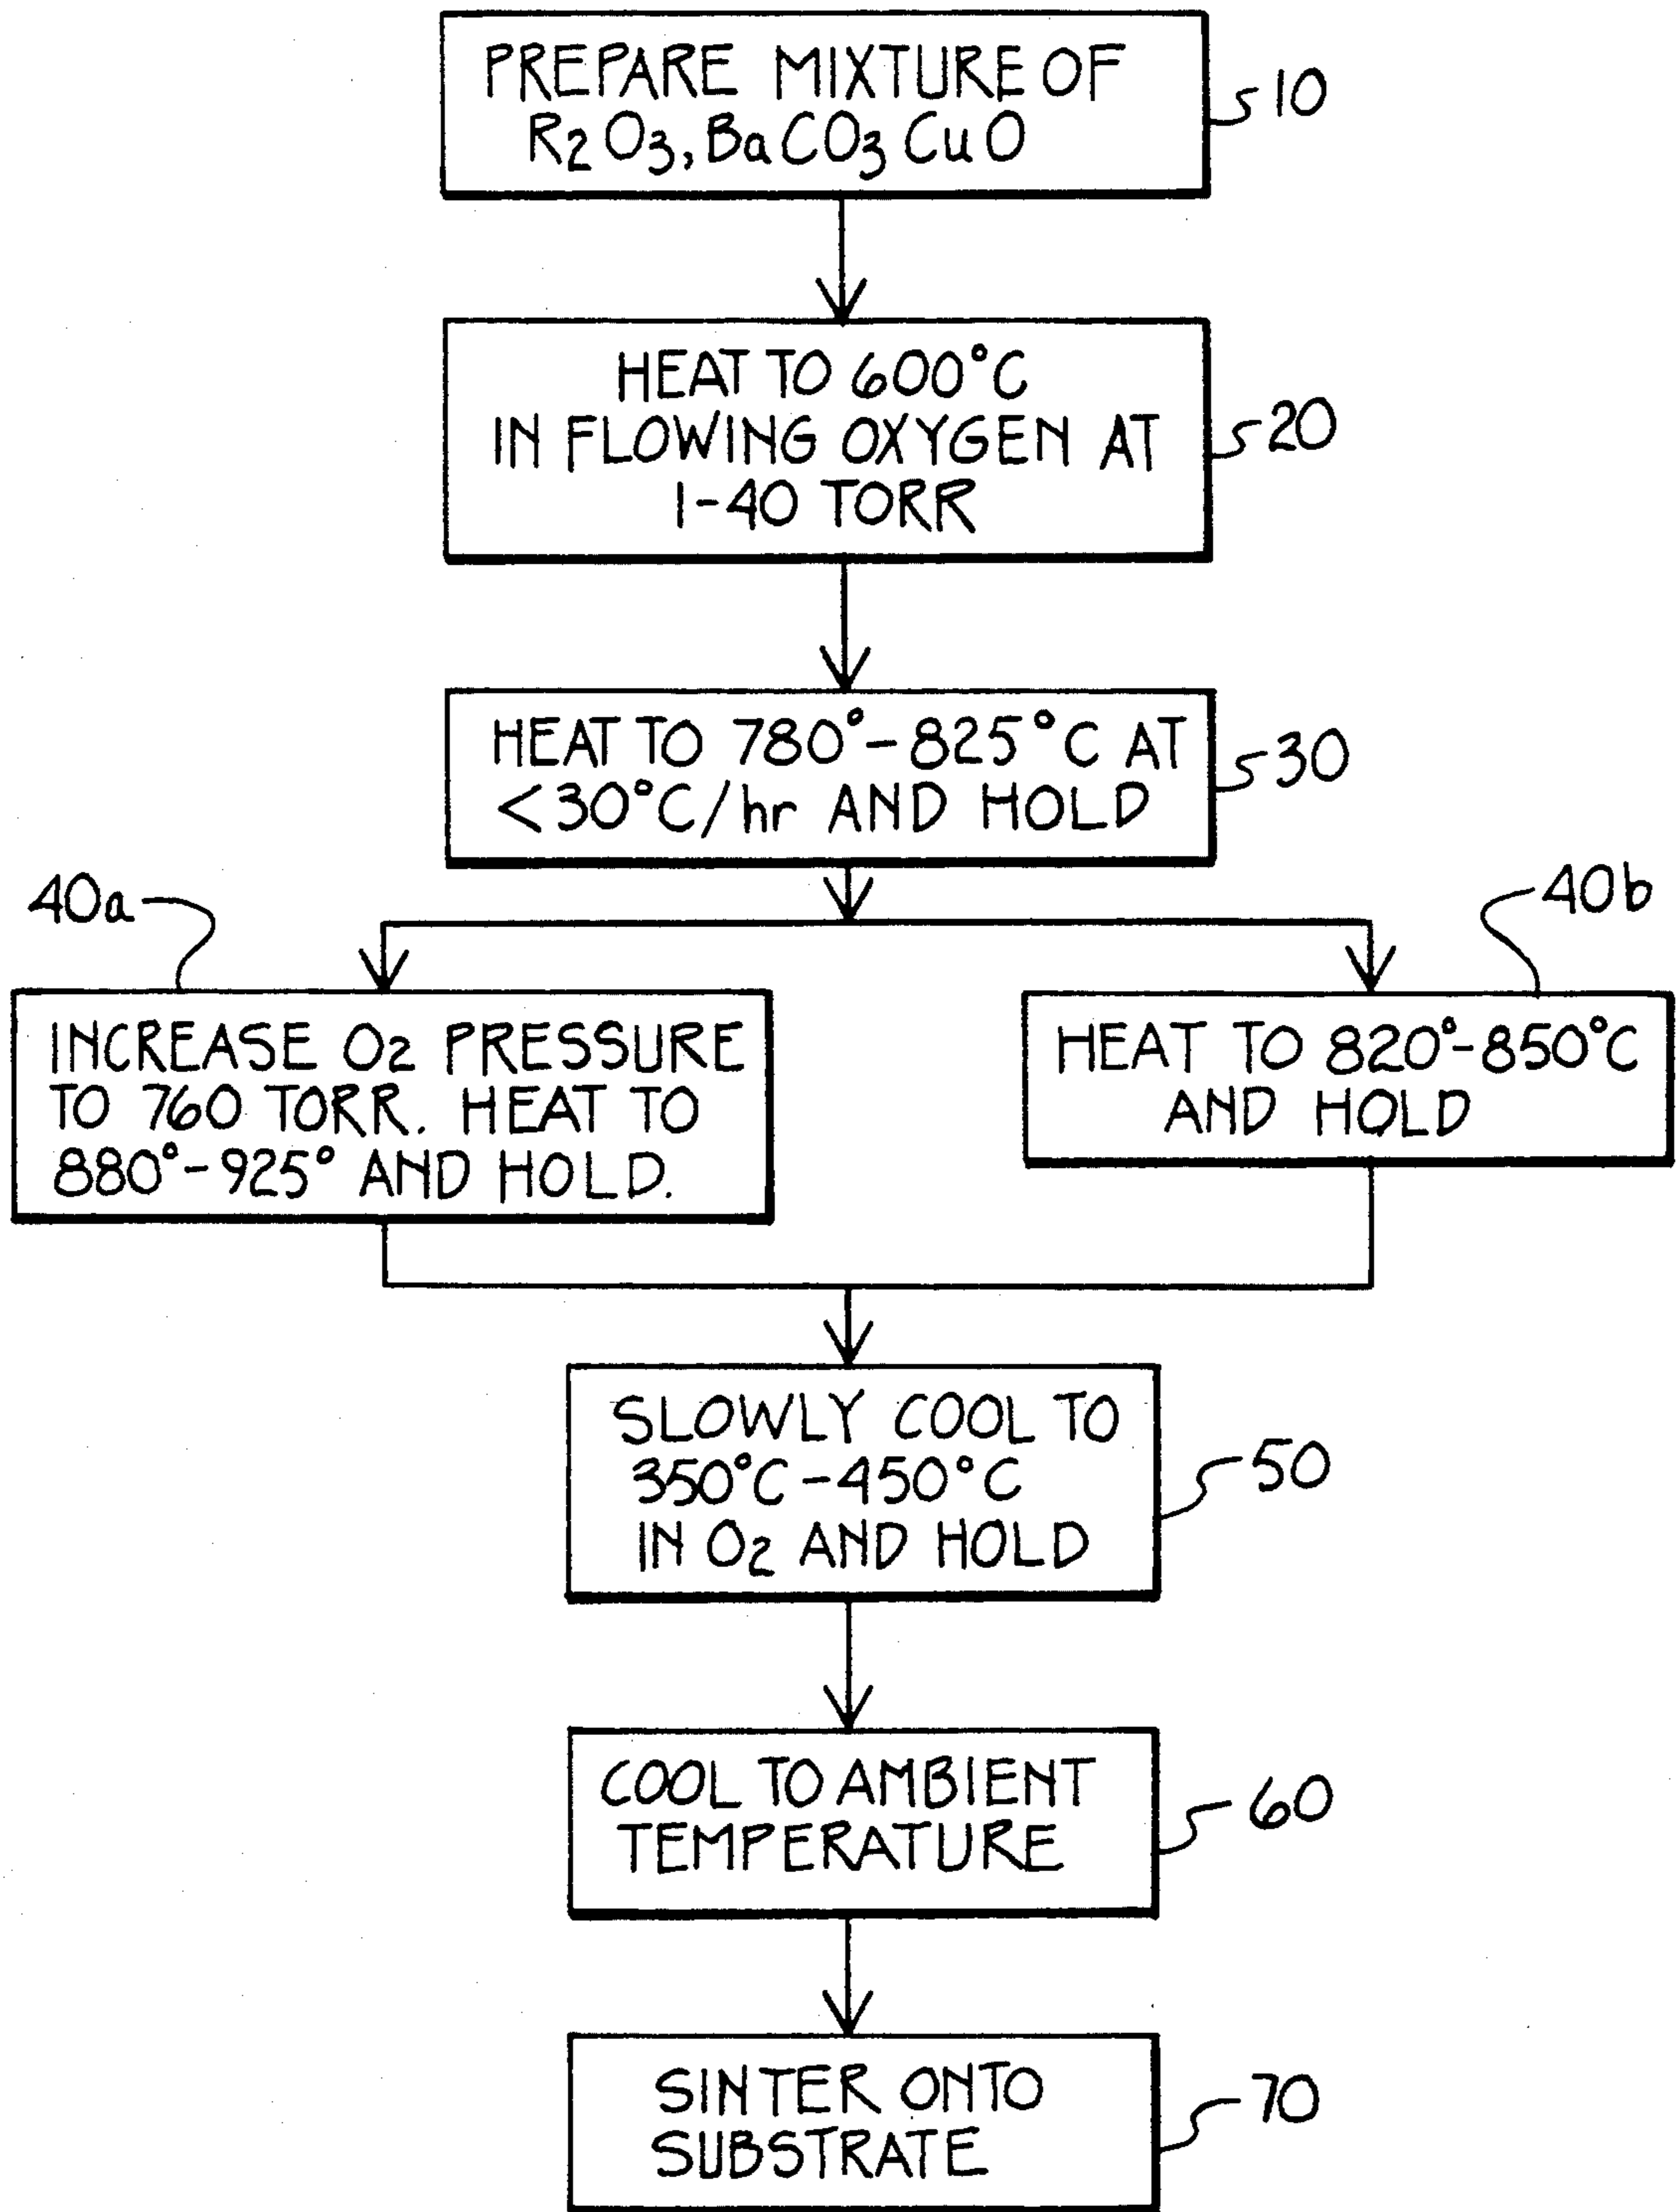 PREPARE MIXTURE OF
R2O3, BaCO3 CuO
10
HEAT TO 600°C
IN FLOWING OXYGEN AT
1-40 TORR
20
HEAT TO 780°-825°C AT
<30°C/hr AND HOLD
30
40a
40b
INCREASE O2 PRESSURE
TO 760 TORR. HEAT TO
880°-925° AND HOLD.
HEAT TO 820°-850°C
AND HOLD
SLOWLY COOL TO
350°C-450°C
IN O2 AND HOLD
50
COOL TO AMBIENT
TEMPERATURE
60
SINTER ONTO
SUBSTRATE
70